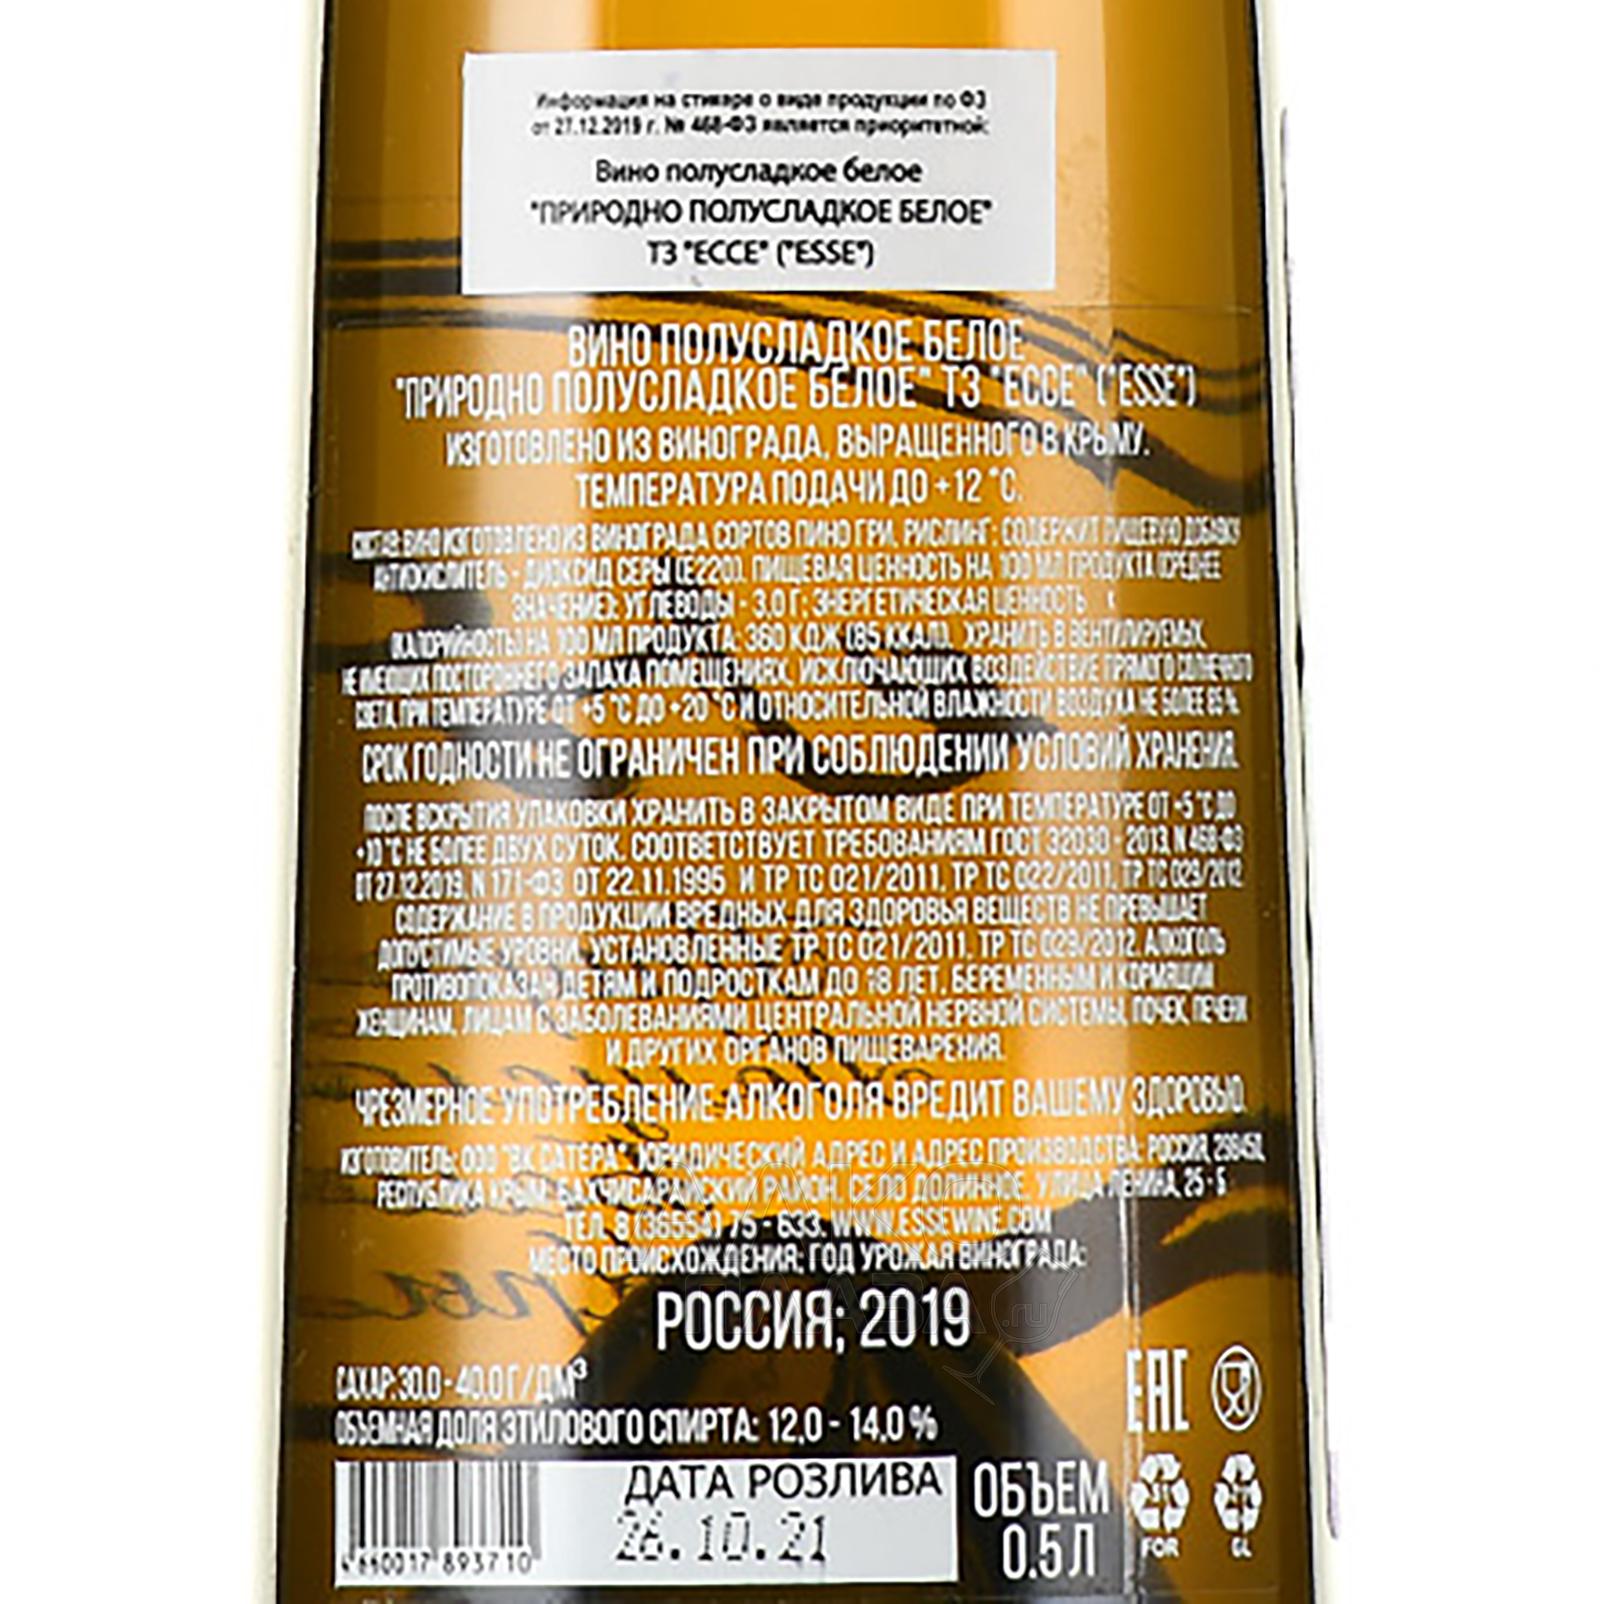 Информация на стикере о виде продукции по ФЗ
от 27.12.2019 г. № 468-ФЗ является приоритетной:
Вино полусладкое белое
"ПРИРОДНО ПОЛУСЛАДКОЕ БЕЛОЕ"
ТЗ "ECCE" ("ESSE")
ВИНО ПОЛУСЛАДКОЕ БЕЛОЕ
"ПРИРОДНО ПОЛУСЛАДКОЕ БЕЛОЕ" ТЗ "ECCE" ("ESSE")
ИЗГОТОВЛЕНО ИЗ ВИНОГРАДА, ВЫРАЩЕННОГО В КРЫМУ.
ТЕМПЕРАТУРА ПОДАЧИ ДО +12 °C.
СОСТАВ: ВИНО ИЗГОТОВЛЕНО ИЗ ВИНОГРАДА СОРТОВ ПИНО ГРИ, РИСЛИНГ; СОДЕРЖИТ ПИЩЕВУЮ ДОБАВКУ
АНТИОКИСЛИТЕЛЬ - ДИОКСИД СЕРЫ (Е220). ПИЩЕВАЯ ЦЕННОСТЬ НА 100 МЛ ПРОДУКТА (СРЕДНЕЕ
ЗНАЧЕНИЕ): УГЛЕВОДЫ - 3,0 Г; ЭНЕРГЕТИЧЕСКАЯ ЦЕННОСТЬ
(КАЛОРИЙНОСТЬ НА 100 МЛ ПРОДУКТА: 360 КДЖ (85 ККАЛ). ХРАНИТЬ В ВЕНТИЛИРУЕМЫХ,
НЕ ИМЕЮЩИХ ПОСТОРОННЕГО ЗАПАХА ПОМЕЩЕНИЯХ, ИСКЛЮЧАЮЩИХ ВОЗДЕЙСТВИЕ ПРЯМОГО СОЛНЕЧНОГО
СВЕТА, ПРИ ТЕМПЕРАТУРЕ ОТ +5 °C ДО +20 °C И ОТНОСИТЕЛЬНОЙ ВЛАЖНОСТИ ВОЗДУХА НЕ БОЛЕЕ 85 %.
СРОК ГОДНОСТИ НЕ ОГРАНИЧЕН ПРИ СОБЛЮДЕНИИ УСЛОВИЙ ХРАНЕНИЯ.
ПОСЛЕ ВСКРЫТИЯ УПАКОВКИ ХРАНИТЬ В ЗАКРЫТОМ ВИДЕ ПРИ ТЕМПЕРАТУРЕ ОТ +5 °C ДО
+10 °C НЕ БОЛЕЕ ДВУХ СУТОК. СООТВЕТСТВУЕТ ТРЕБОВАНИЯМ ГОСТ 32030 - 2013, N 468-ФЗ
ОТ 27.12.2019, N 171-ФЗ ОТ 22.11.1995 И ТР ТС 021/2011, ТР ТС 022/2011, ТР ТС 029/2012
СОДЕРЖАНИЕ В ПРОДУКЦИИ ВРЕДНЫХ ДЛЯ ЗДОРОВЬЯ ВЕЩЕСТВ НЕ ПРЕВЫШАЕТ
ДОПУСТИМЫЕ УРОВНИ, УСТАНОВЛЕННЫЕ ТР ТС 021/2011, ТР ТС 029/2012. АЛКОГОЛЬ
ПРОТИВОПОКАЗАН ДЕТЯМ И ПОДРОСТКАМ ДО 18 ЛЕТ, БЕРЕМЕННЫМ И КОРМЯЩИМ
ЖЕНЩИНАМ, ЛИЦАМ С ЗАБОЛЕВАНИЯМИ ЦЕНТРАЛЬНОЙ НЕРВНОЙ СИСТЕМЫ, ПОЧЕК, ПЕЧЕНИ
И ДРУГИХ ОРГАНОВ ПИЩЕВАРЕНИЯ.
ЧРЕЗМЕРНОЕ УПОТРЕБЛЕНИЕ АЛКОГОЛЯ ВРЕДИТ ВАШЕМУ ЗДОРОВЬЮ.
ИЗГОТОВИТЕЛЬ: ООО "ВК САТЕРА". ЮРИДИЧЕСКИЙ АДРЕС И АДРЕС ПРОИЗВОДСТВА: РОССИЯ, 298450,
РЕСПУБЛИКА КРЫМ, БАХЧИСАРАЙСКИЙ РАЙОН, СЕЛО ДОЛИННОЕ, УЛИЦА ЛЕНИНА, 25 - Б
ТЕЛ. 8 (36554) 75 - 633. WWW.ESSEWINE.COM
МЕСТО ПРОИСХОЖДЕНИЯ; ГОД УРОЖАЯ ВИНОГРАДА:
РОССИЯ; 2019
САХАР: 30,0 - 40,0 Г/ДМ³
ОБЪЕМНАЯ ДОЛЯ ЭТИЛОВОГО СПИРТА: 12,0 - 14,0 %
EAC
ДАТА РОЗЛИВА
26.10.21
4 660017 893710
ОБЪЕМ
0.5 Л
FOR
GL